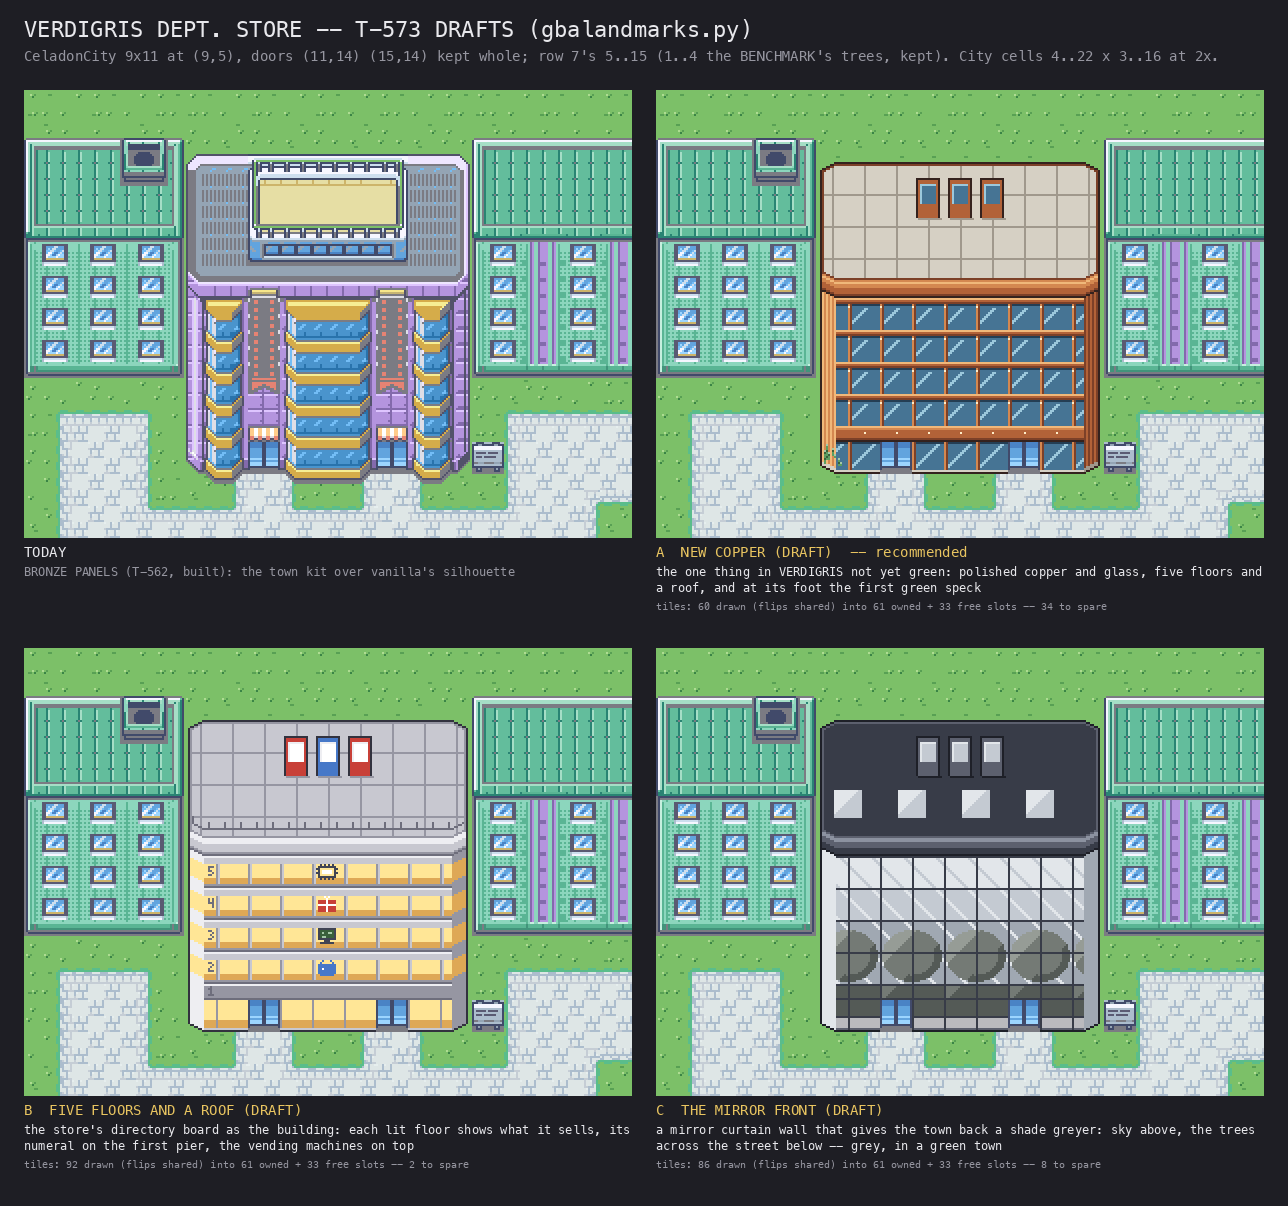 VERDIGRIS DEPT. STORE —— T-573 DRAFTS (gbalandmarks.py)
CeladonCity 9x11 at (9,5), doors (11,14) (15,14) kept whole; row 7's 5..15 (1..4 the BENCHMARK's trees, kept). City cells 4..22 x 3..16 at 2x.
TODAY
BRONZE PANELS (T-562, built): the town kit over vanilla's silhouette
A  NEW COPPER (DRAFT)  —— recommended
the one thing in VERDIGRIS not yet green: polished copper and glass, five floors and
a roof, and at its foot the first green speck
tiles: 60 drawn (flips shared) into 61 owned + 33 free slots —— 34 to spare
5
4
3
2
1
B  FIVE FLOORS AND A ROOF (DRAFT)
the store's directory board as the building: each lit floor shows what it sells, its
numeral on the first pier, the vending machines on top
tiles: 92 drawn (flips shared) into 61 owned + 33 free slots —— 2 to spare
C  THE MIRROR FRONT (DRAFT)
a mirror curtain wall that gives the town back a shade greyer: sky above, the trees
across the street below —— grey, in a green town
tiles: 86 drawn (flips shared) into 61 owned + 33 free slots —— 8 to spare